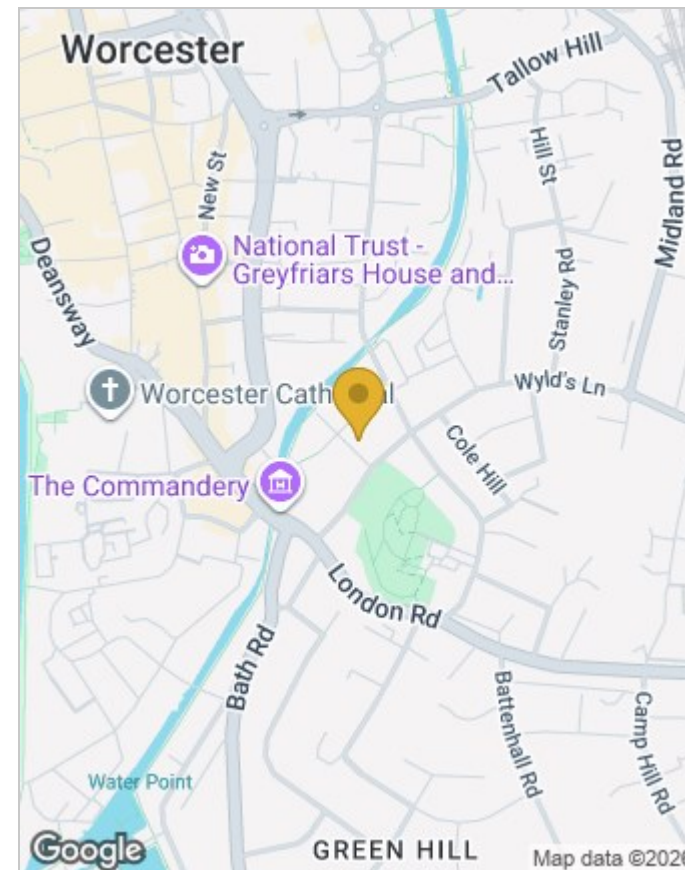 Worcester
Tallow Hill
New St
Hill St
Midland Rd
National Trust -
Greyfriars House and...
Deansway
Stanley Rd
Worcester Cath al
Wyld's Ln
Cole Hill
The Commandery
London Rd
Bath Rd
Battenhall Rd
Camp Hill Rd
Water Point
GREEN HILL
Google
Map data ©2026